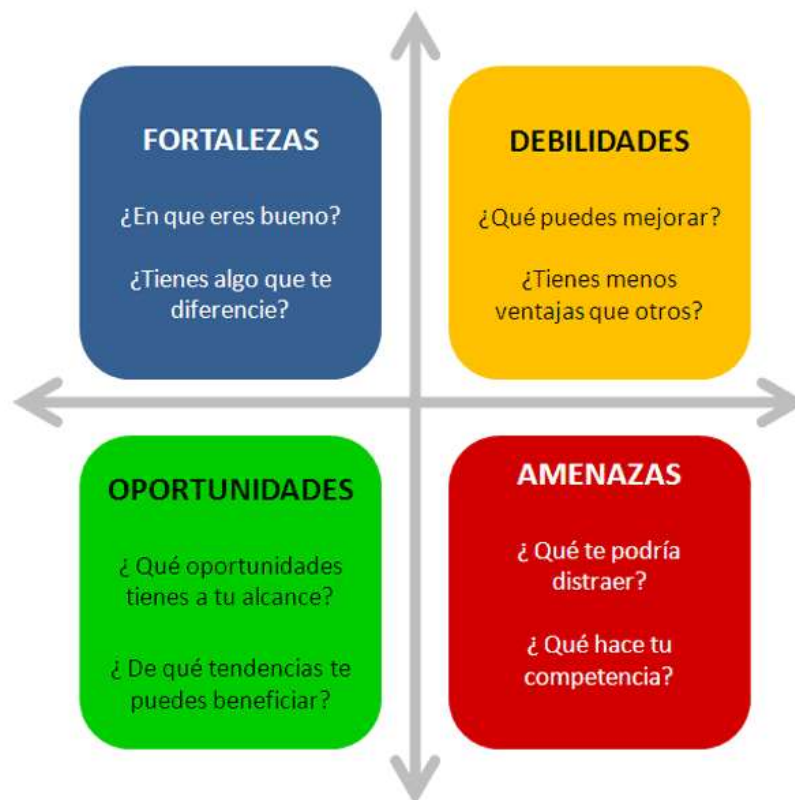 FORTALEZAS
¿En que eres bueno?
¿Tienes algo que te
diferencie?
DEBILIDADES
¿Qué puedes mejorar?
¿Tienes menos
ventajas que otros?
OPORTUNIDADES
¿ Qué oportunidades
tienes a tu alcance?
¿ De qué tendencias te
puedes beneficiar?
AMENAZAS
¿ Qué te podría
distraer?
¿ Qué hace tu
competencia?